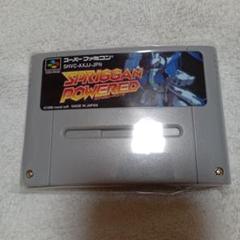 スーパーファミコン
SHVC-AXJJ-JPN
SPRIGGAN
POWERED
MADE IN JAPAN